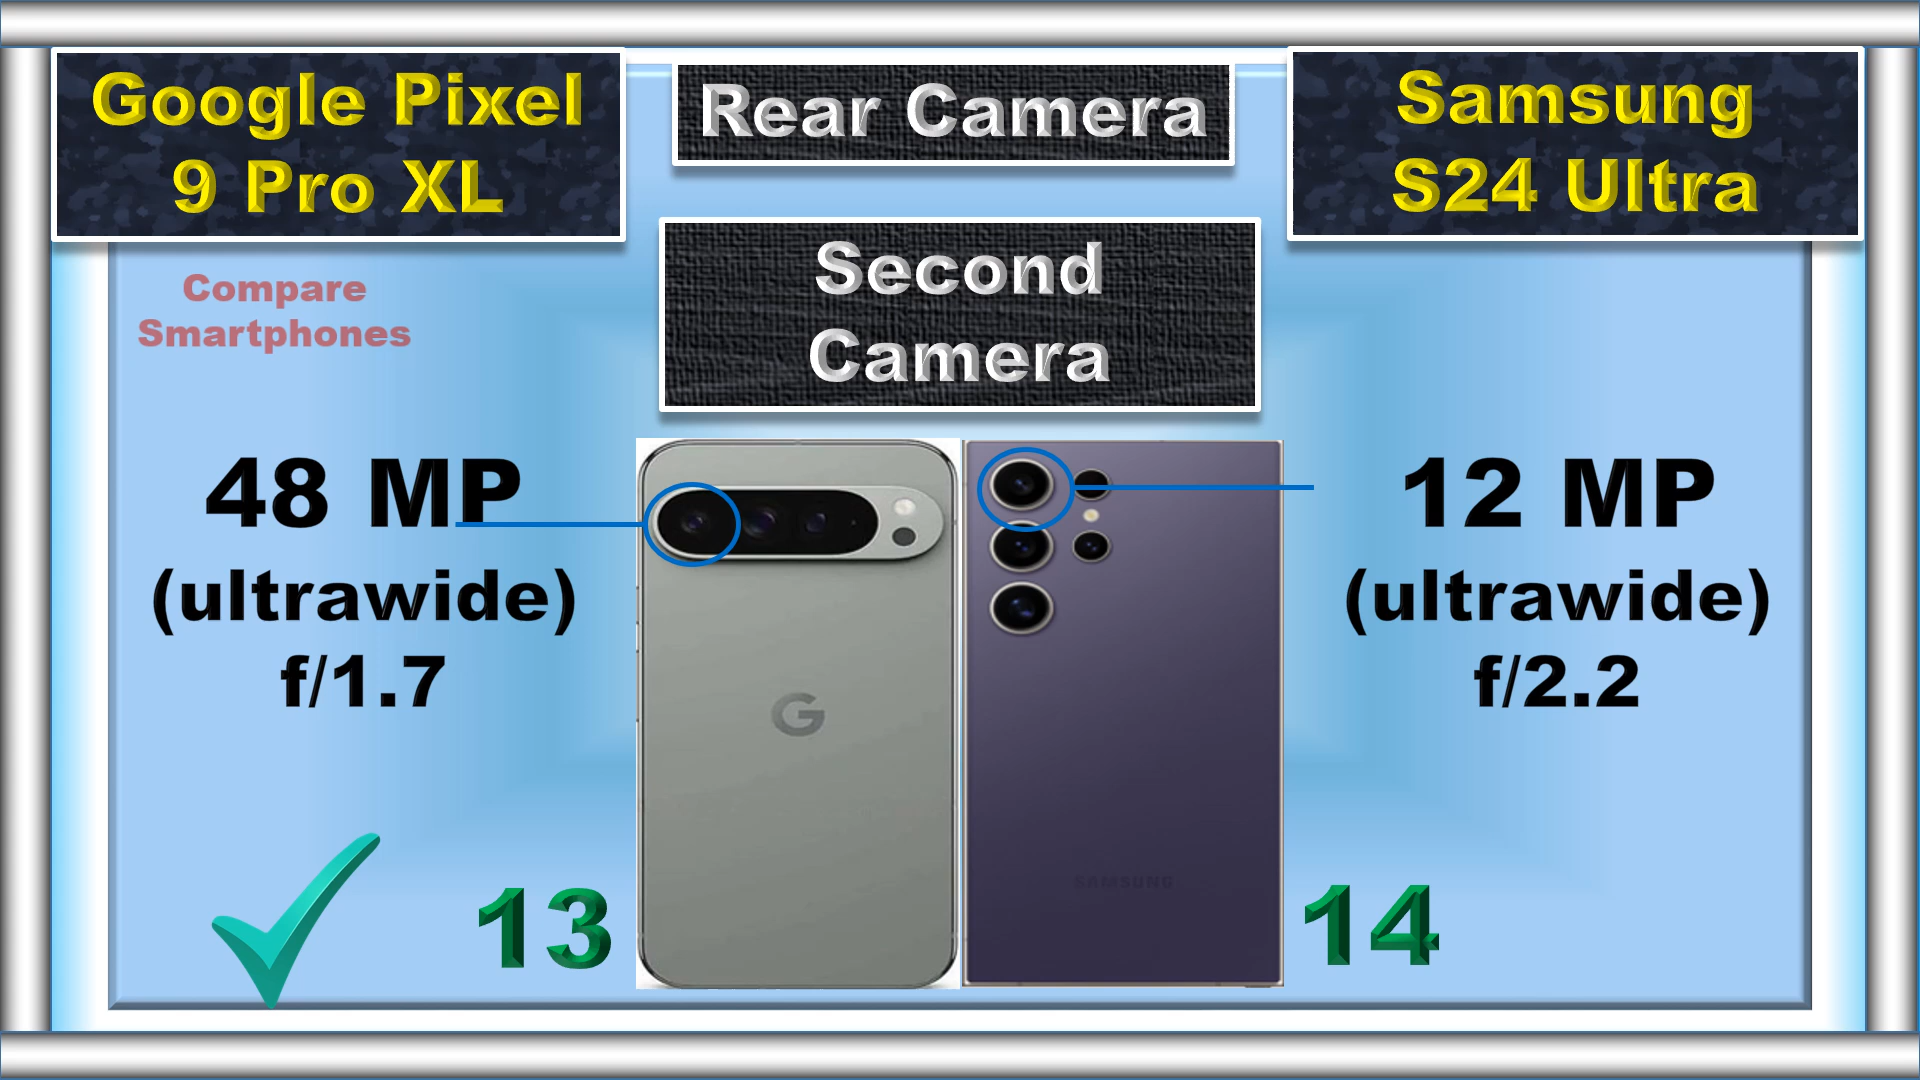 Google Pixel
9 Pro XL
Rear Camera
Samsung
S24 Ultra
Second
Camera
Compare
Smartphones
48 MP
(ultrawide)
f/1.7
12 MP
(ultrawide)
f/2.2
G
SAMSUNG
13
14